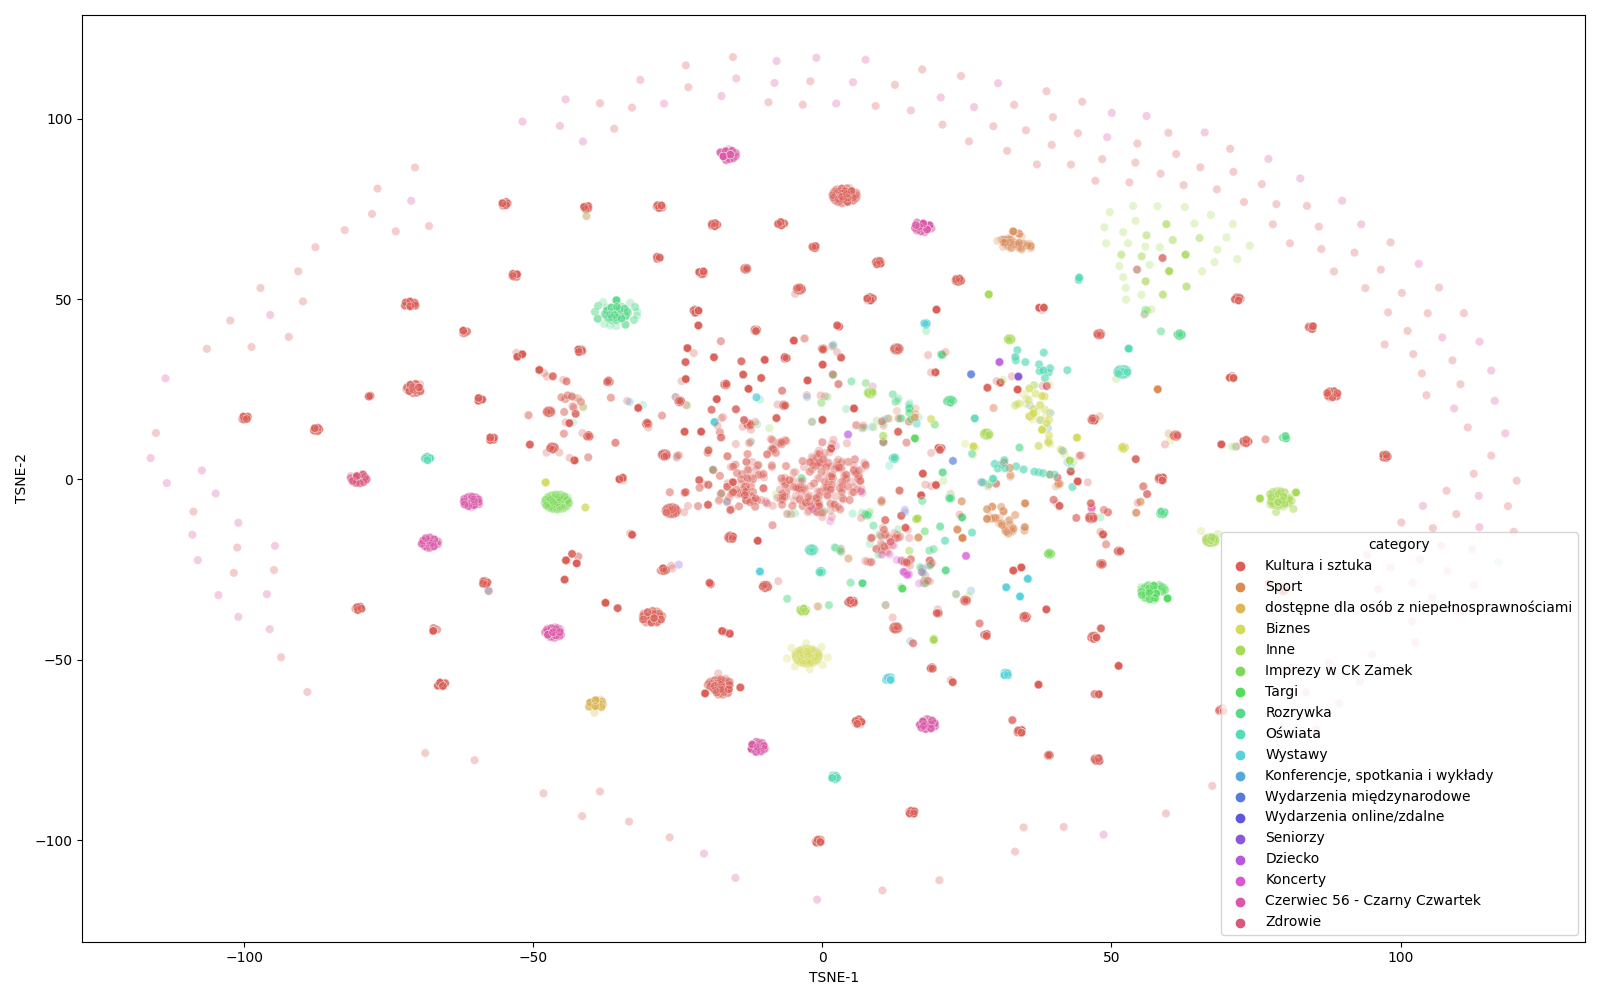 TSNE-2
100
50
0
−50
−100
−100
−50
0
50
100
TSNE-1
category
Kultura i sztuka
Sport
dostępne dla osób z niepełnosprawnościami
Biznes
Inne
Imprezy w CK Zamek
Targi
Rozrywka
Oświata
Wystawy
Konferencje, spotkania i wykłady
Wydarzenia międzynarodowe
Wydarzenia online/zdalne
Seniorzy
Dziecko
Koncerty
Czerwiec 56 - Czarny Czwartek
Zdrowie